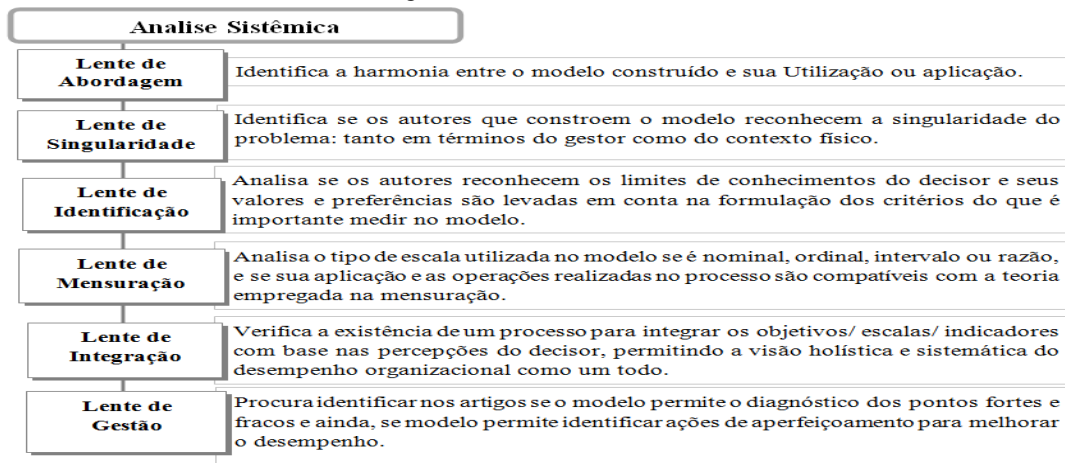 Analise Sistêmica
Lente de
Abordagem
Identifica a harmonia entre o modelo construído e sua Utilização ou aplicação.
Lente de
Singularidade
Identifica se os autores que constroem o modelo reconhecem a singularidade do
problema: tanto em términos do gestor como do contexto físico.
Lente de
Identificação
Analisa se os autores reconhecem os limites de conhecimentos do decisor e seus
valores e preferências são levadas em conta na formulação dos critérios do que é
importante medir no modelo.
Lente de
Mensuração
Analisa o tipo de escala utilizada no modelo se é nominal, ordinal, intervalo ou razão,
e se sua aplicação e as operações realizadas no processo são compatíveis com a teoria
empregada na mensuração.
Lente de
Integração
Verifica a existência de um processo para integrar os objetivos/ escalas/ indicadores
com base nas percepções do decisor, permitindo a visão holística e sistemática do
desempenho organizacional como um todo.
Lente de
Gestão
Procura identificar nos artigos se o modelo permite o diagnóstico dos pontos fortes e
fracos e ainda, se modelo permite identificar ações de aperfeiçoamento para melhorar
o desempenho.